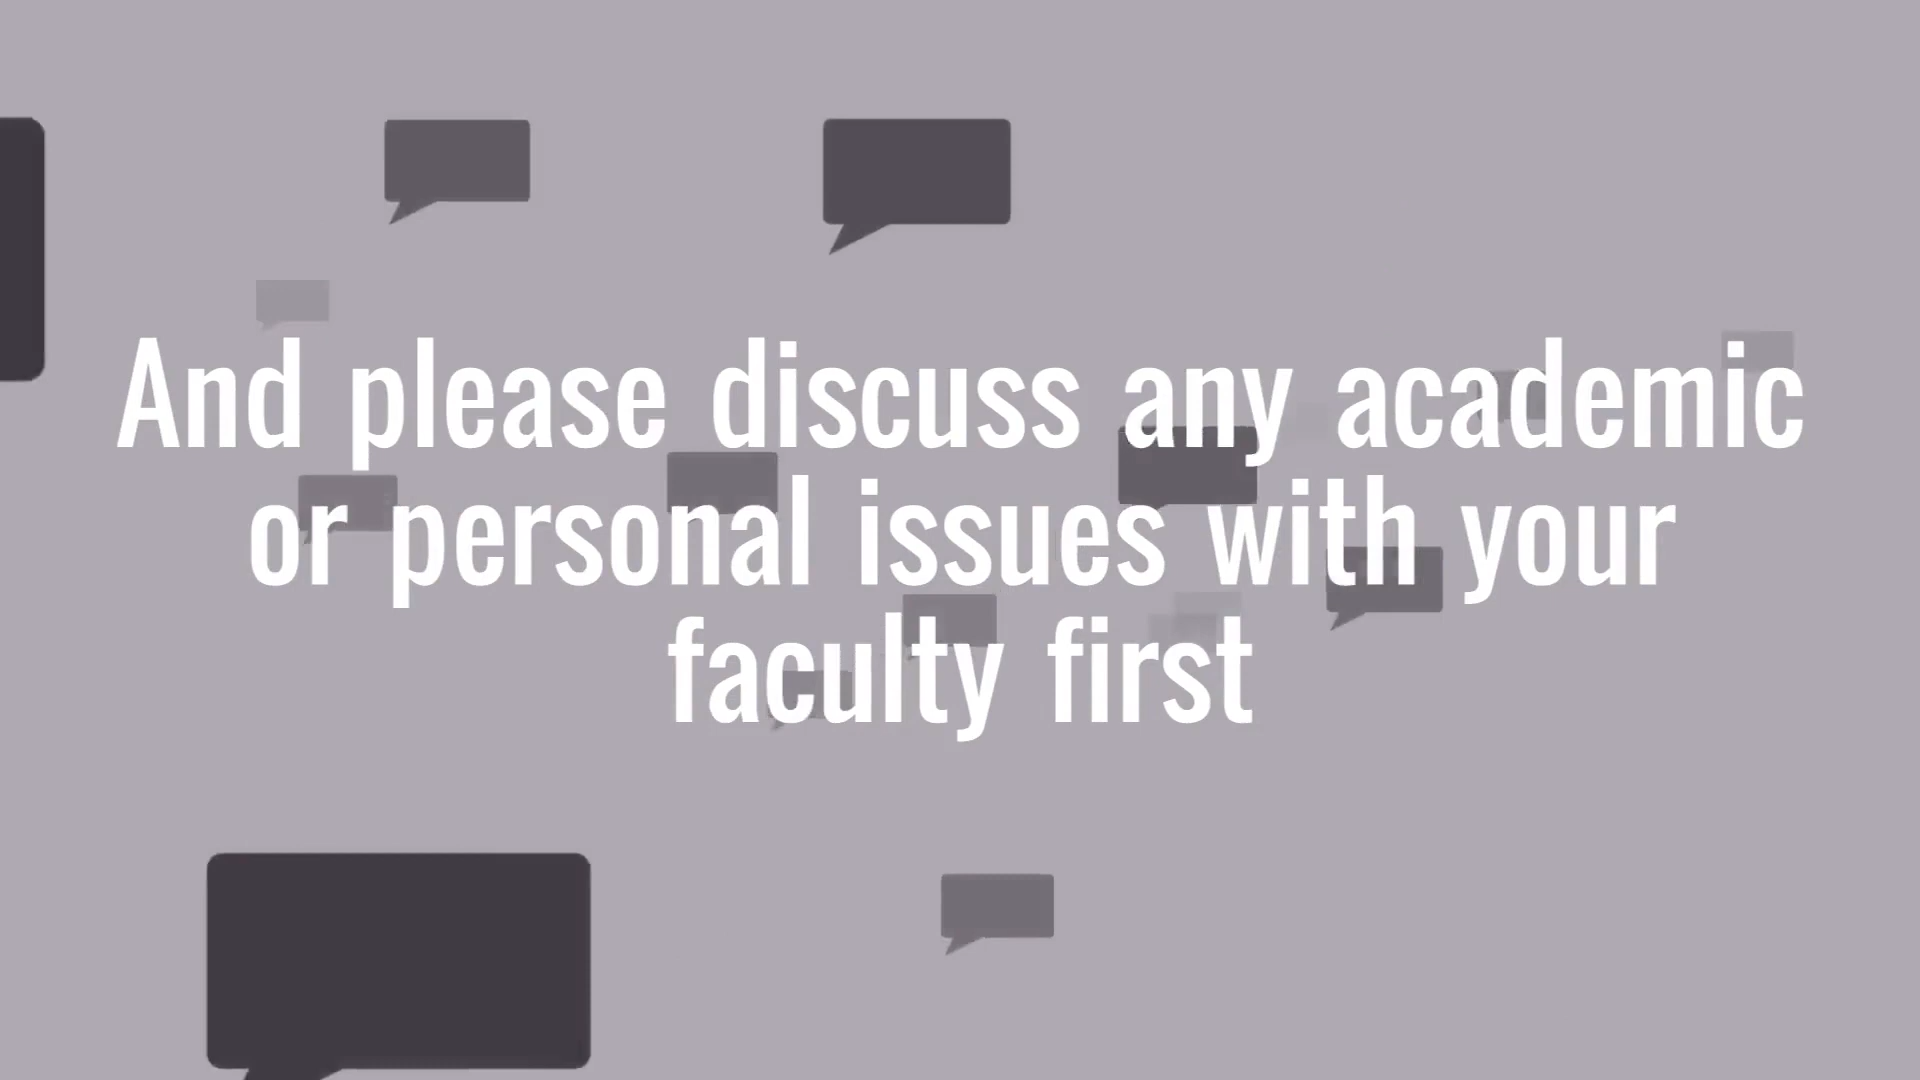 And please discuss any academic
or personal issues with your
faculty first